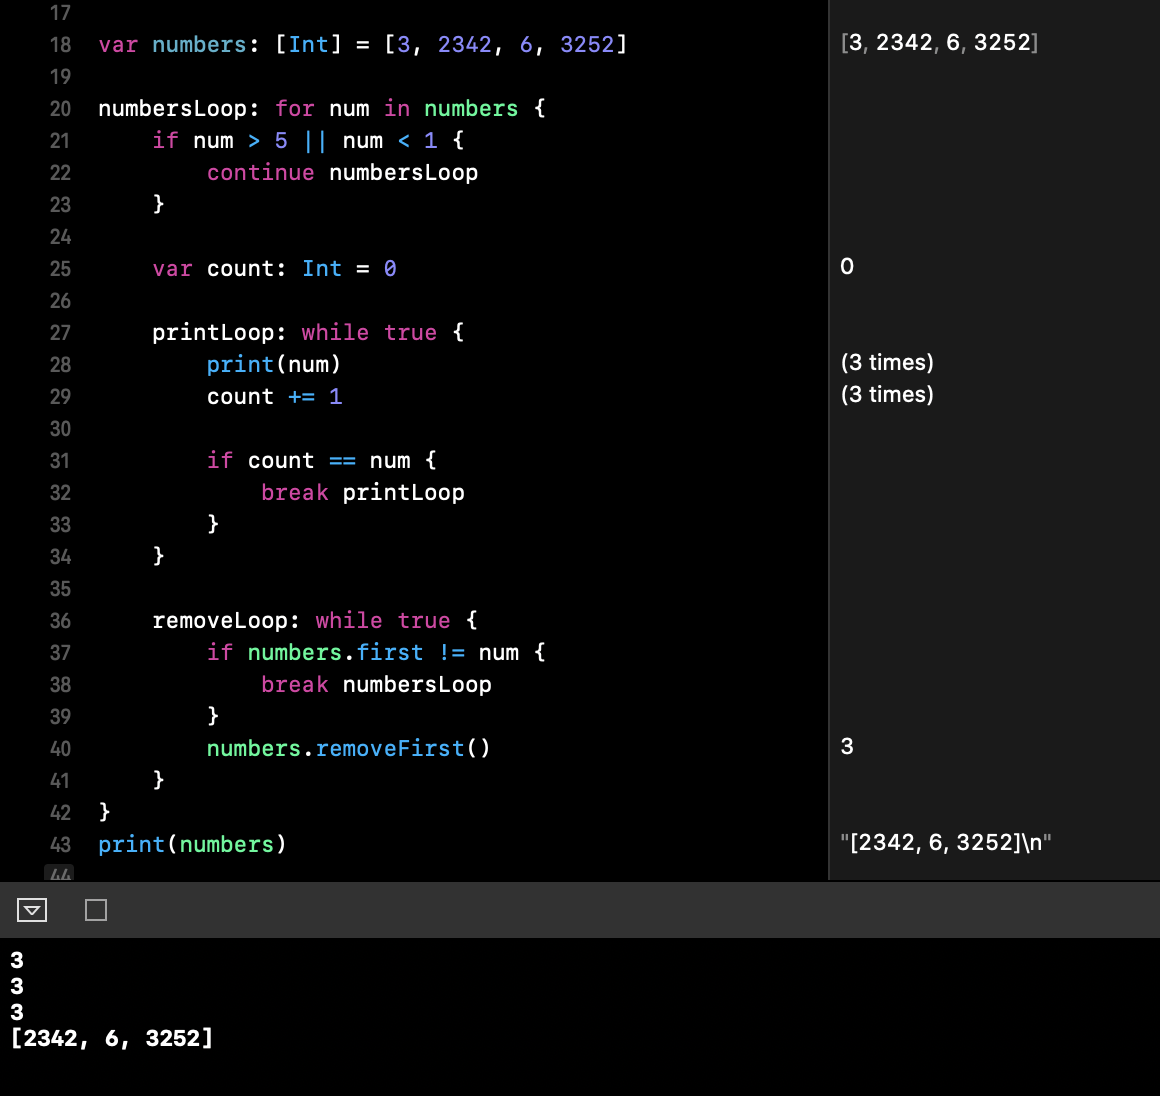 17
18 var numbers: [Int] = [3, 2342, 6, 3252] [3, 2342, 6, 3252]
19
20 numbersLoop: for num in numbers {
21     if num > 5 || num < 1 {
22         continue numbersLoop
23     }
24
25     var count: Int = 0 0
26
27     printLoop: while true {
28         print(num) (3 times)
29         count += 1 (3 times)
30
31         if count == num {
32             break printLoop
33         }
34     }
35
36     removeLoop: while true {
37         if numbers.first != num {
38             break numbersLoop
39         }
40         numbers.removeFirst() 3
41     }
42 }
43 print(numbers) "[2342, 6, 3252]\n"
44
3
3
3
[2342, 6, 3252]